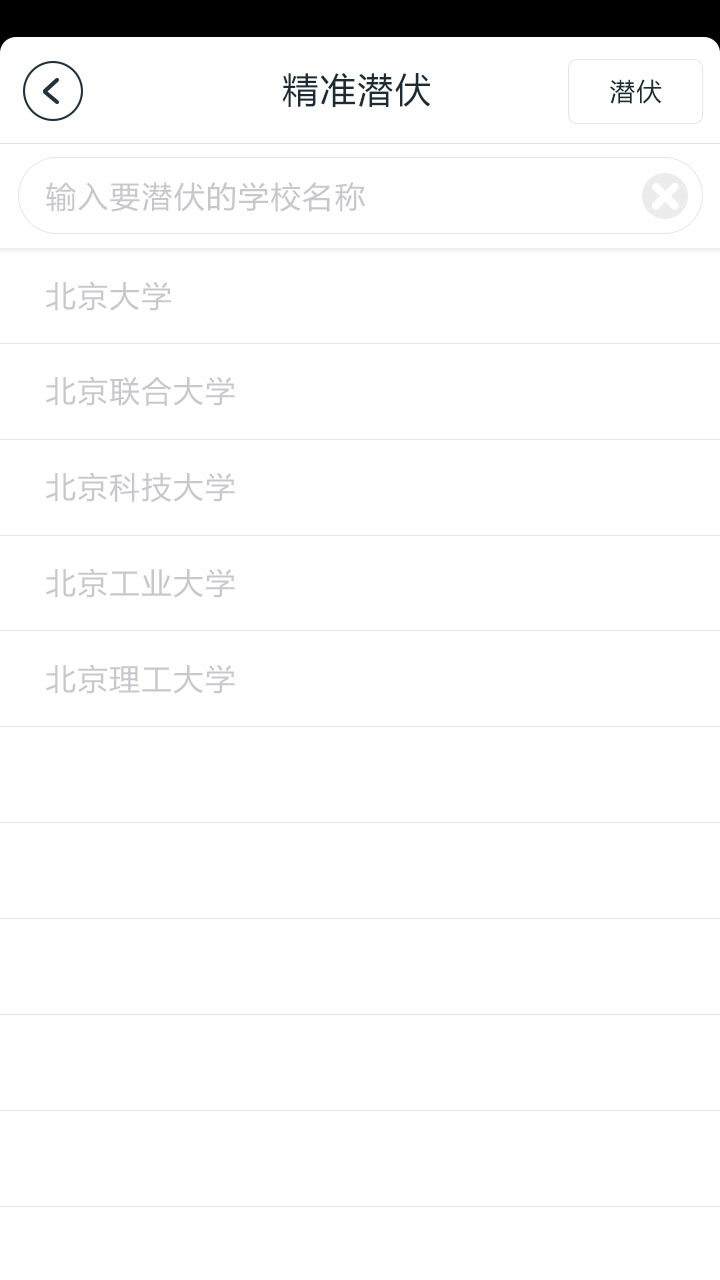 精准潜伏
潜伏
输入要潜伏的学校名称
北京大学
北京联合大学
北京科技大学
北京工业大学
北京理工大学